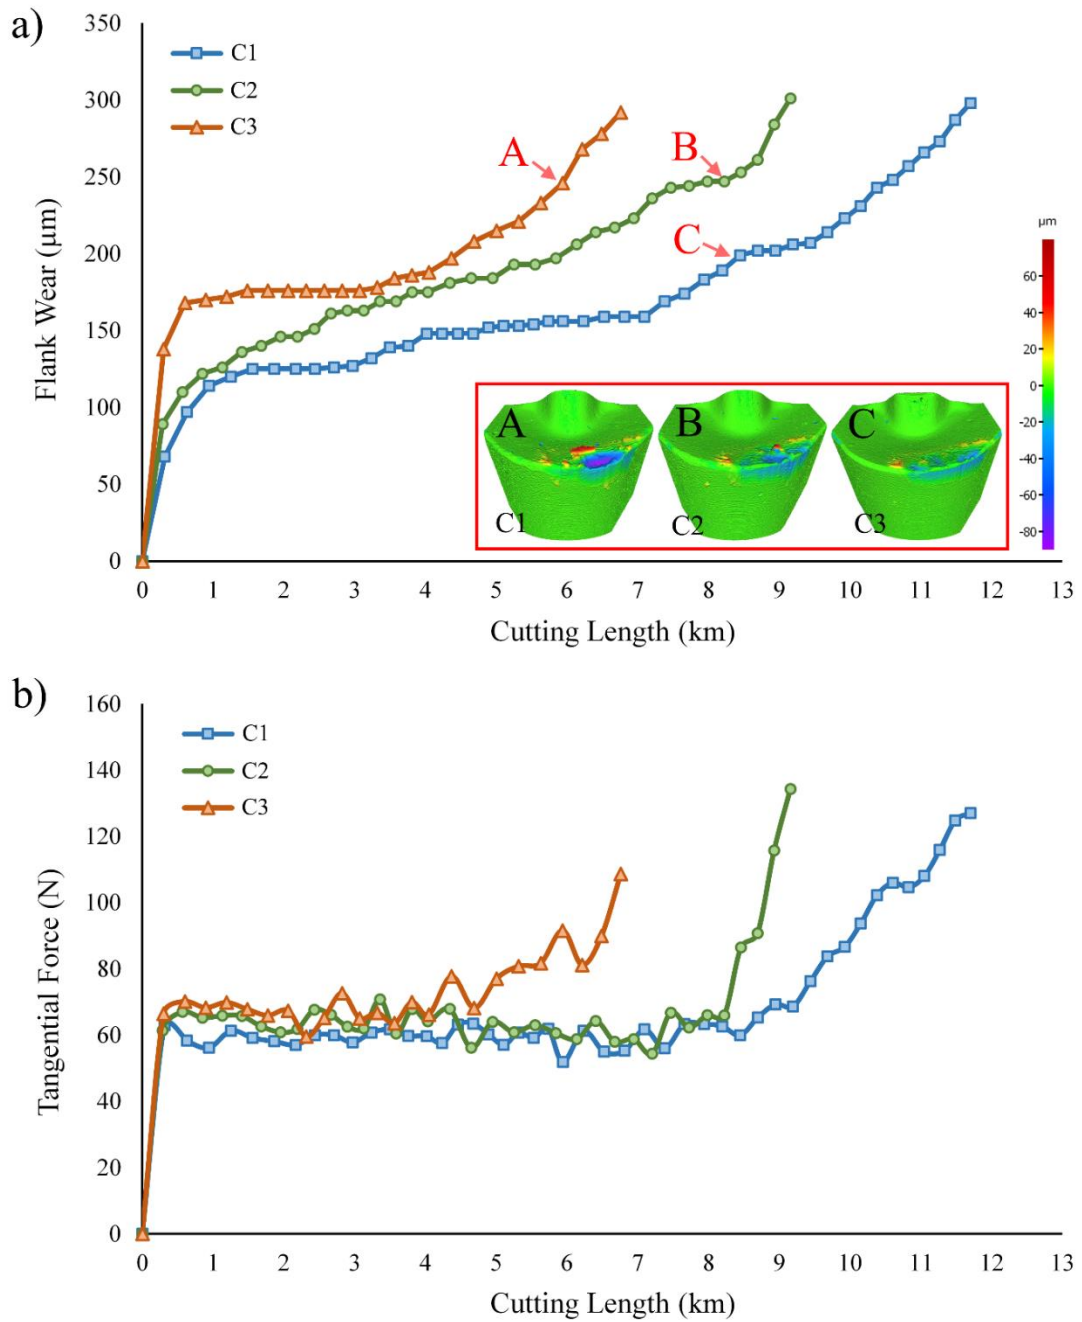 a)
350
300
250
200
150
100
50
0
Flank Wear (µm)
C1
C2
C3
A
B
C
µm
60
40
20
0
-20
-40
-60
-80
A
B
C
C1
C2
C3
0 1 2 3 4 5 6 7 8 9 10 11 12 13
Cutting Length (km)
b)
160
140
120
100
80
60
40
20
0
Tangential Force (N)
C1
C2
C3
0 1 2 3 4 5 6 7 8 9 10 11 12 13
Cutting Length (km)